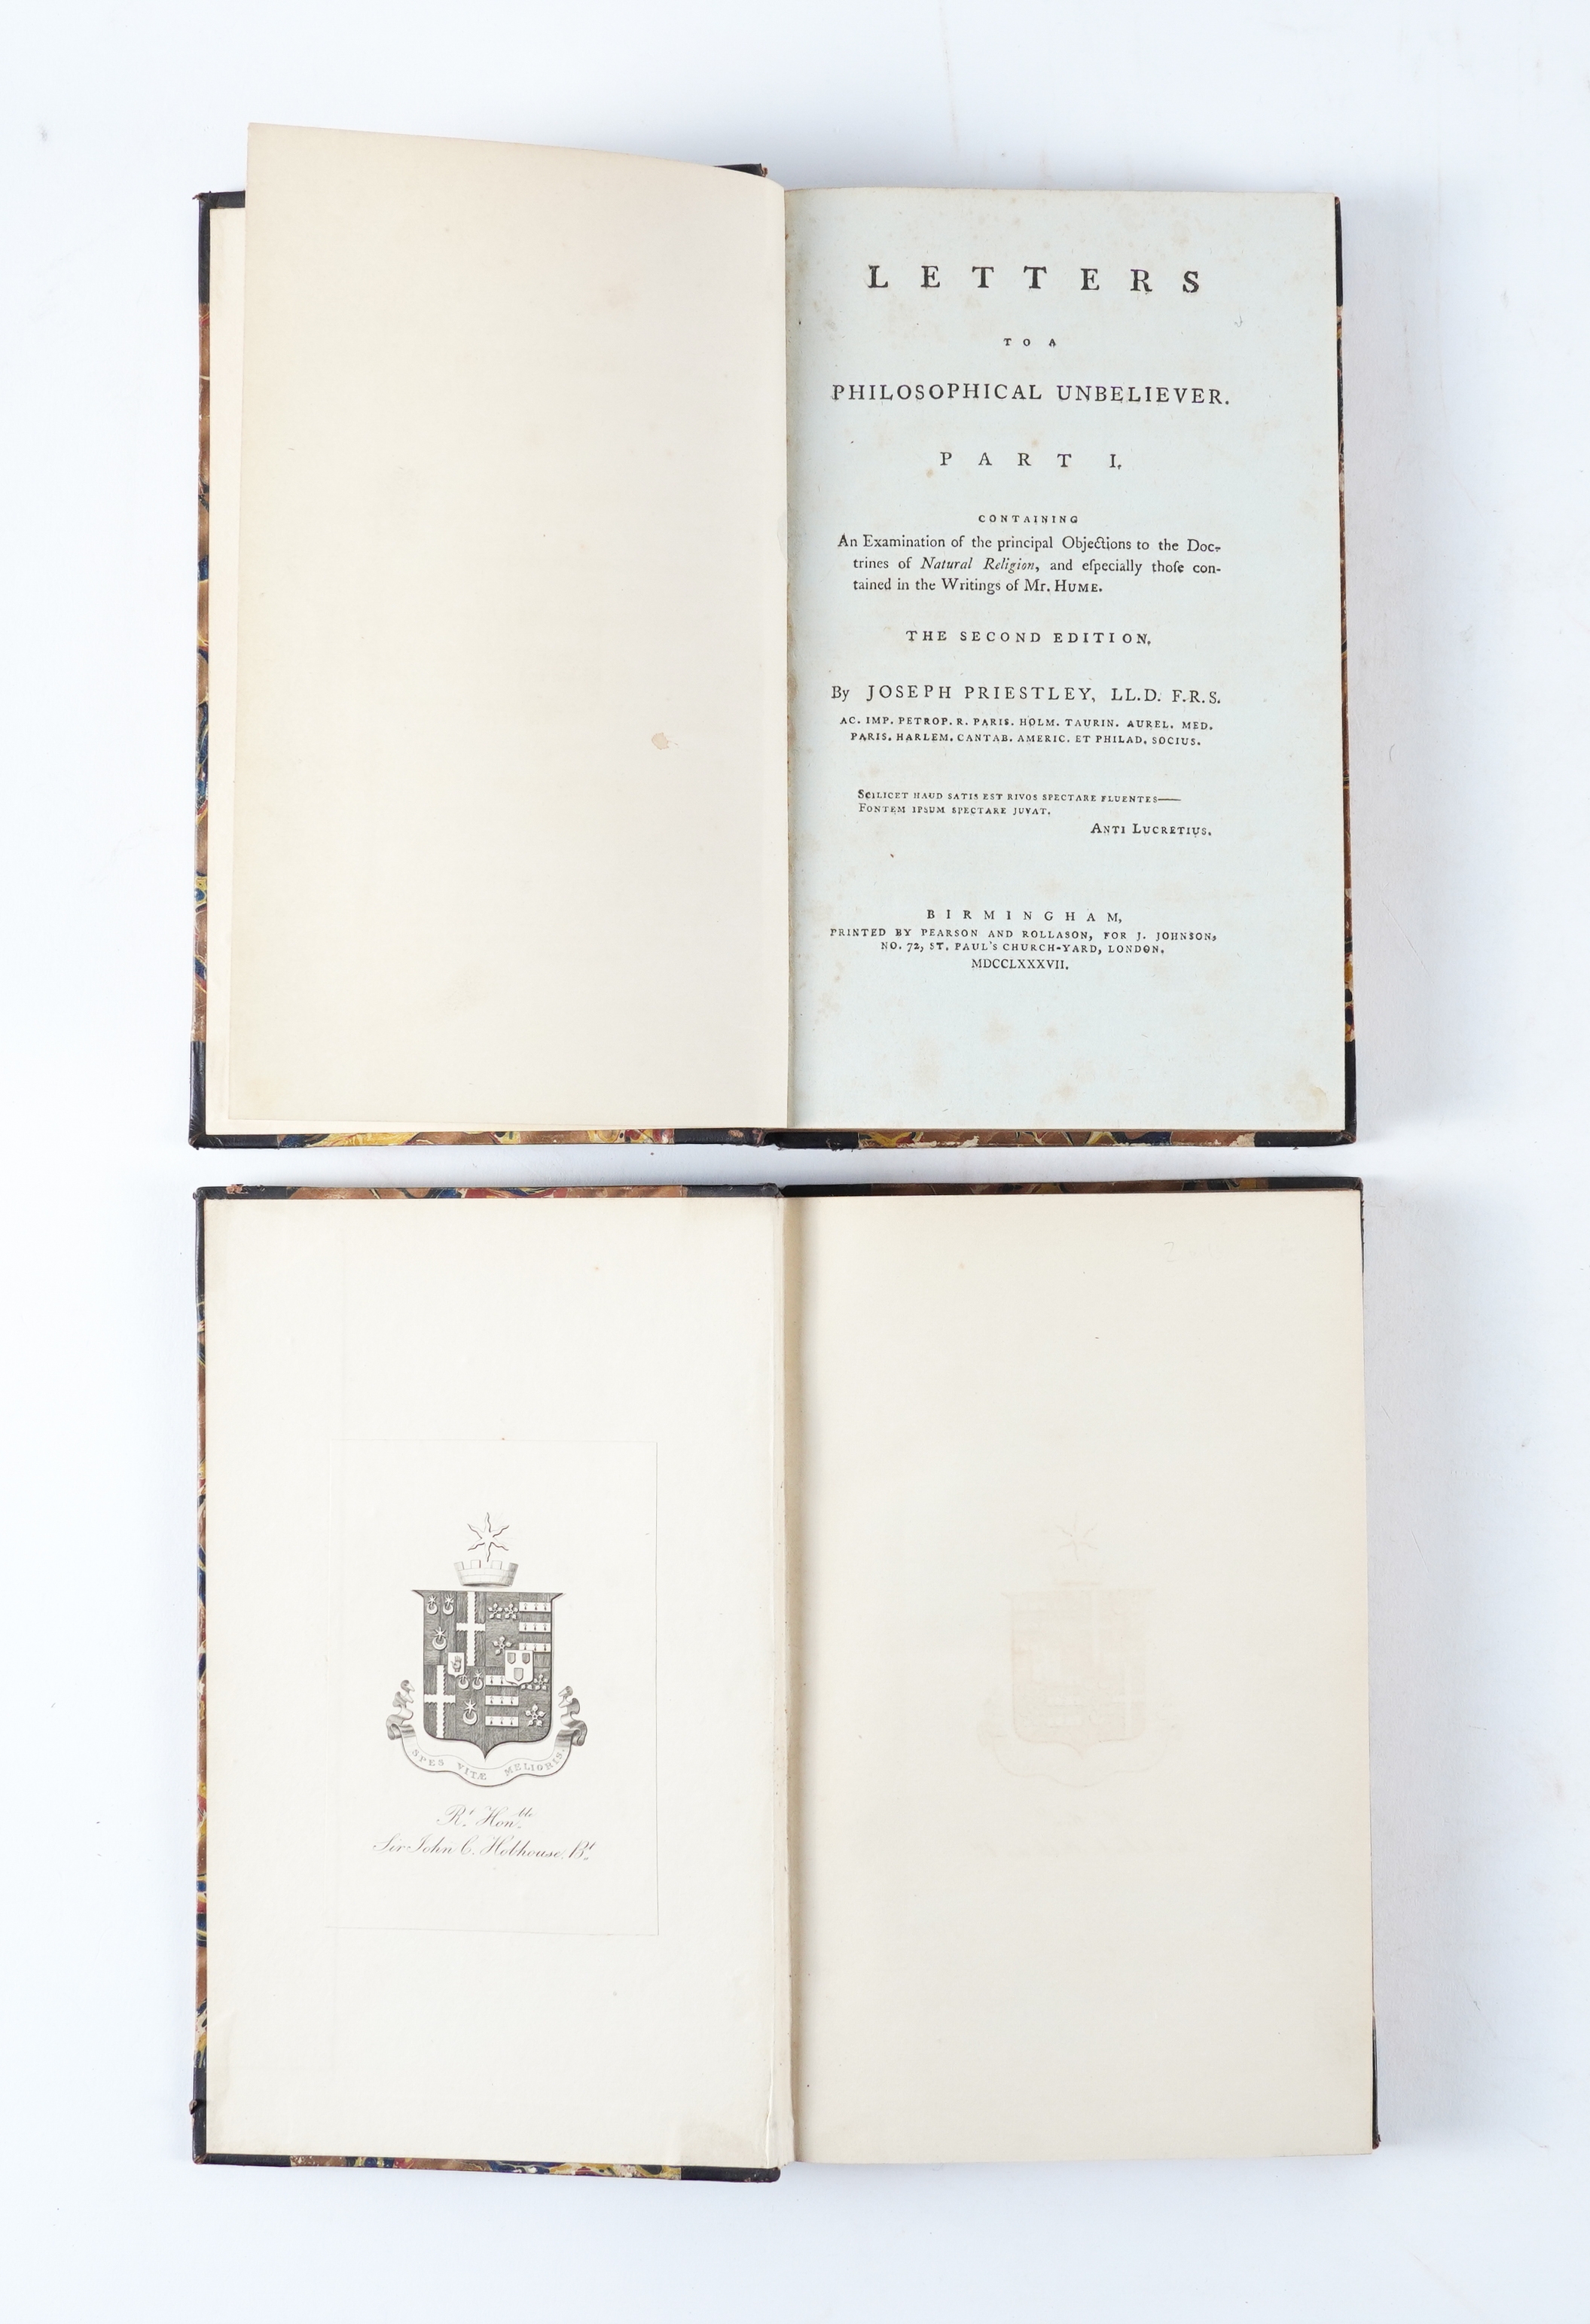 LETTERS
TO A
PHILOSOPHICAL UNBELIEVER.
PART I.
CONTAINING
An Examination of the principal Objections to the Doc-
trines of Natural Religion, and eſpecially thoſe con-
tained in the Writings of Mr. HUME.
THE SECOND EDITION.
By JOSEPH PRIESTLEY, LL.D. F.R.S.
AC. IMP. PETROP. R. PARIS. HOLM. TAURIN. AUREL. MED.
PARIS. HARLEM. CANTAB. AMERIC. ET PHILAD. SOCIUS.
SCILICET HAUD SATIS EST RIVOS SPECTARE FLUENTES—
FONTEM IPSUM SPECTARE JUVAT.
ANTI LUCRETIUS.
BIRMINGHAM,
PRINTED BY PEARSON AND ROLLASON, FOR J. JOHNSON,
NO. 72, ST. PAUL'S CHURCH-YARD, LONDON.
MDCCLXXXVII.
SPES VITÆ MELIORIS.
Rt. Honble.
Sir John C. Hobhouse, Bt.